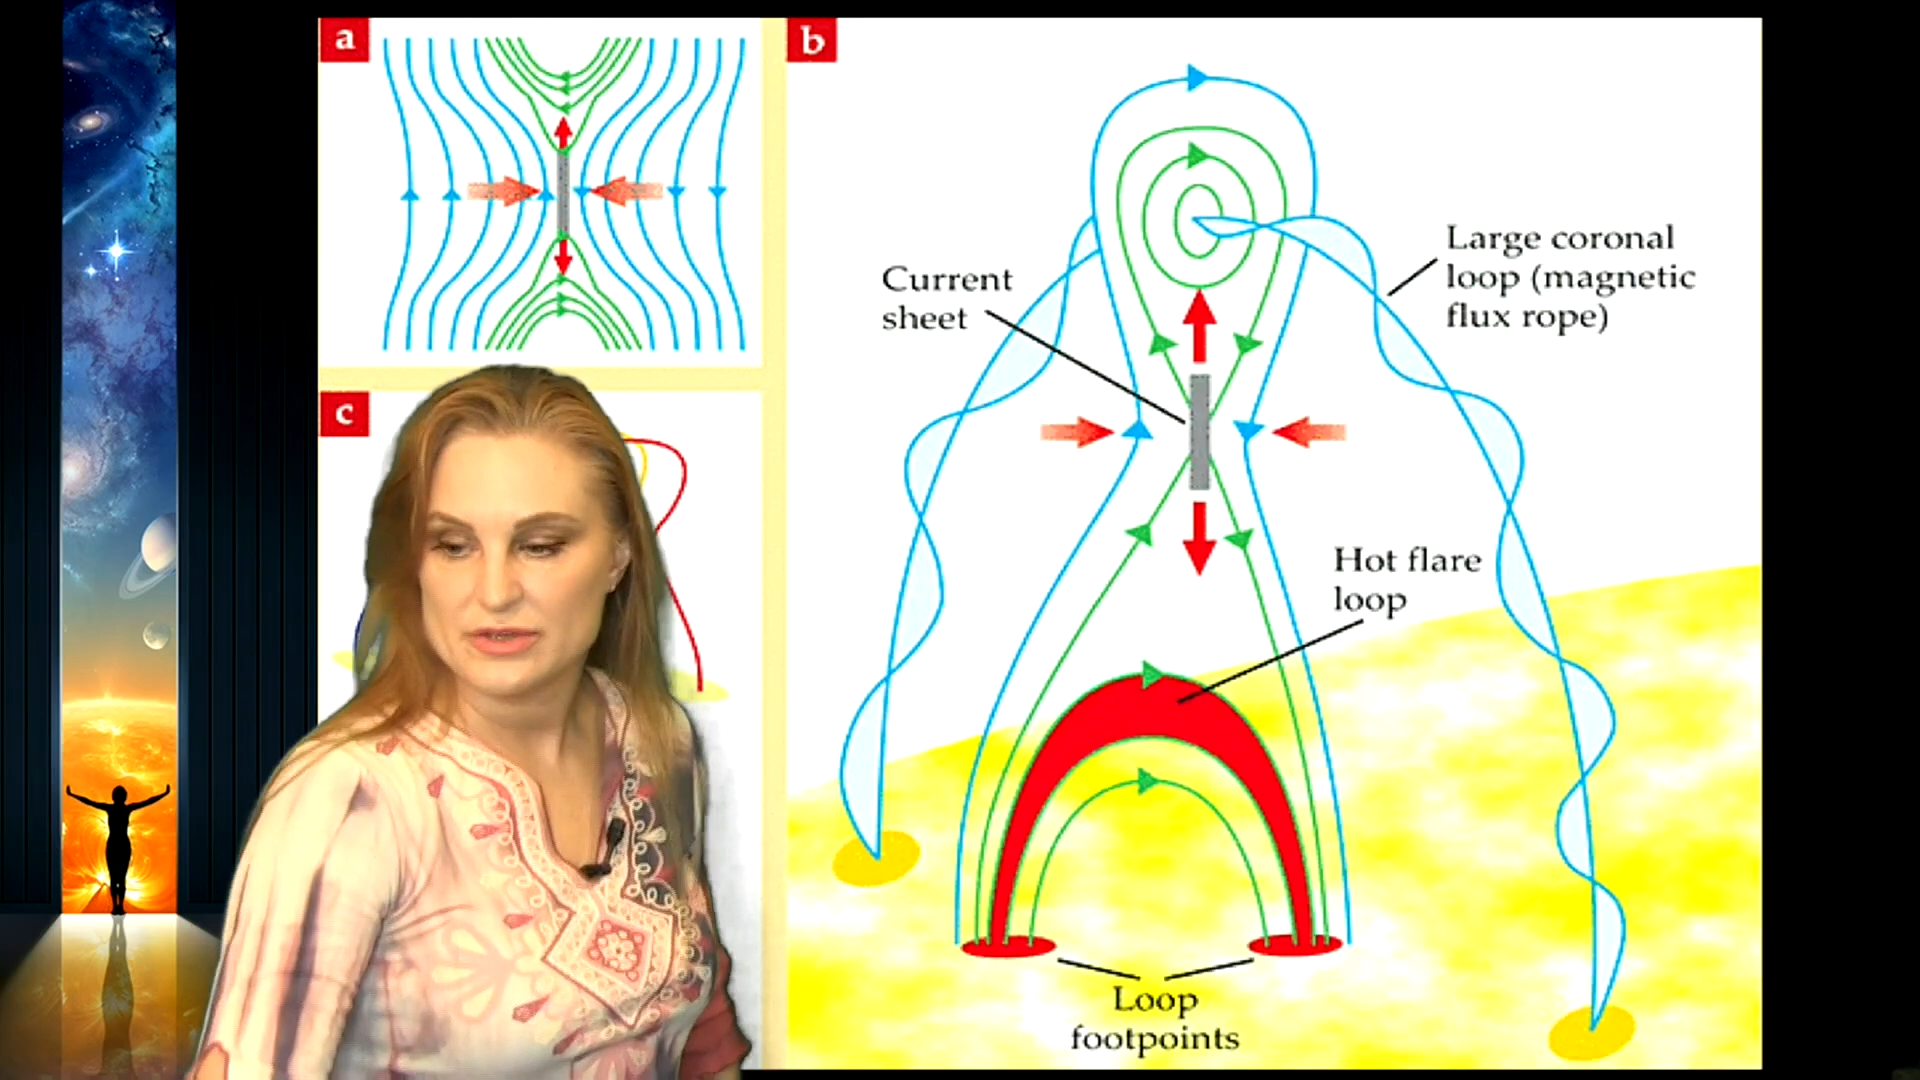 a
b
Large coronal
loop (magnetic
flux rope)
Current
sheet
c
Hot flare
loop
Loop
footpoints